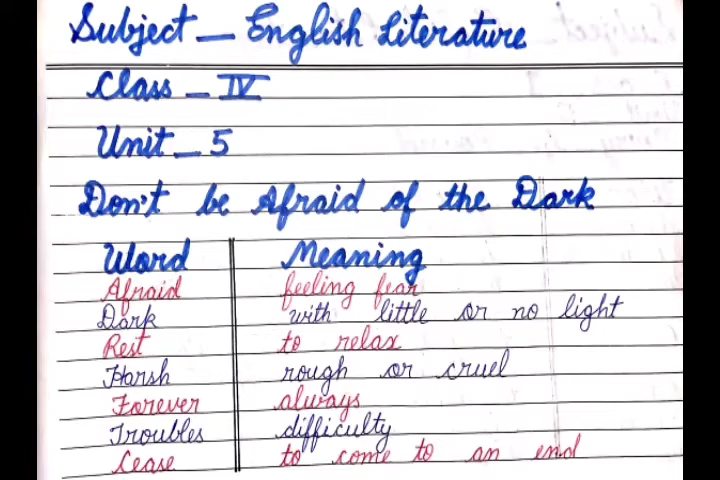 Subject - English Literature
Class - IV
Unit - 5
Don't be Afraid of the Dark
Word Meaning
Afraid feeling fear
Dark with little or no light
Rest to relax
Harsh rough or cruel
Forever always
Troubles difficulty
Cease to come to an end